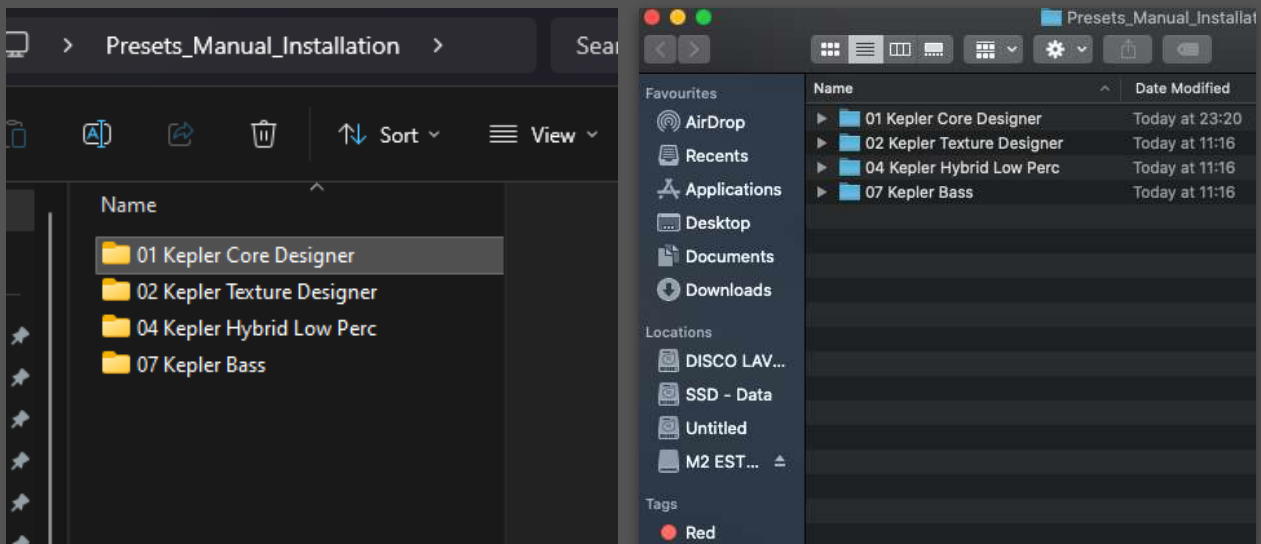 Presets_Manual_Installation
Sear
Sort
View
Name
01 Kepler Core Designer
02 Kepler Texture Designer
04 Kepler Hybrid Low Perc
07 Kepler Bass
Presets_Manual_Installat
Favourites
AirDrop
Recents
Applications
Desktop
Documents
Downloads
Locations
DISCO LAV...
SSD - Data
Untitled
M2 EST...
Tags
Red
Name Date Modified
01 Kepler Core Designer Today at 23:20
02 Kepler Texture Designer Today at 11:16
04 Kepler Hybrid Low Perc Today at 11:16
07 Kepler Bass Today at 11:16